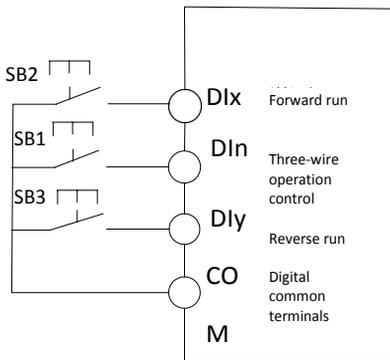 SB2
DIx
Forward run
SB1
DIn
Three-wire
operation
control
SB3
DIy
Reverse run
CO
Digital
common
terminals
M